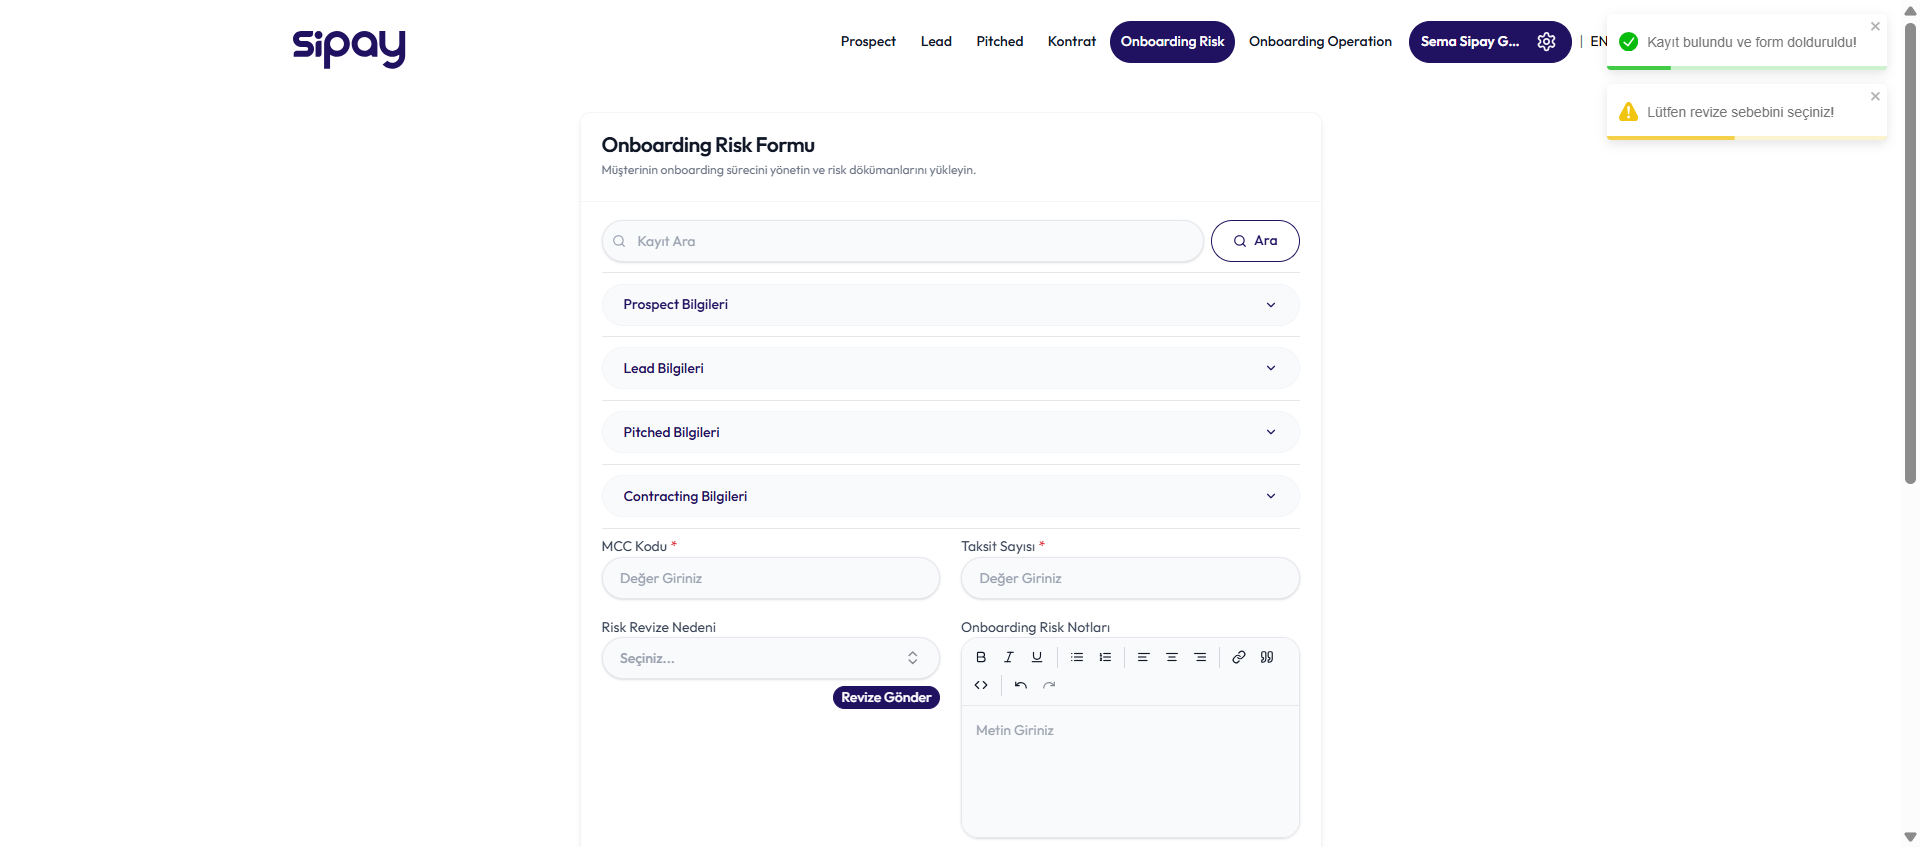 sipay
Prospect
Lead
Pitched
Kontrat
Onboarding Risk
Onboarding Operation
Sema Sipay G...
| EN
Kayıt bulundu ve form dolduruldu!
Lütfen revize sebebini seçiniz!
Onboarding Risk Formu
Müşterinin onboarding sürecini yönetin ve risk dökümanlarını yükleyin.
Kayıt Ara
Ara
Prospect Bilgileri
Lead Bilgileri
Pitched Bilgileri
Contracting Bilgileri
MCC Kodu *
Değer Giriniz
Taksit Sayısı *
Değer Giriniz
Risk Revize Nedeni
Seçiniz...
Revize Gönder
Onboarding Risk Notları
Metin Giriniz